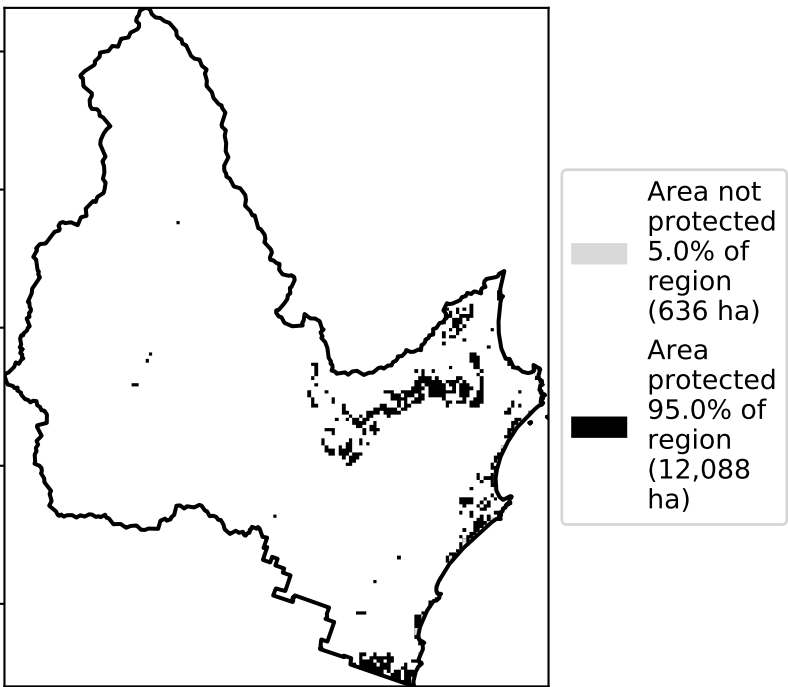 Area not
protected
5.0% of
region
(636 ha)
Area
protected
95.0% of
region
(12,088
ha)